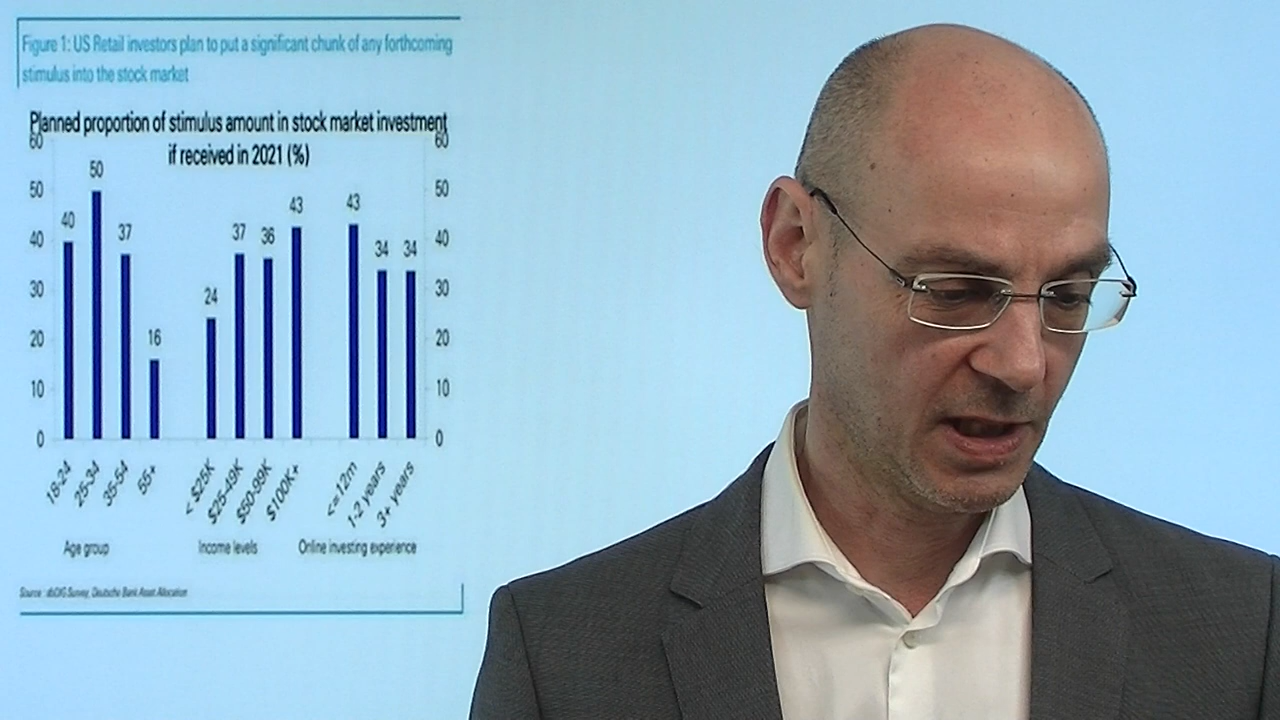 Figure 1: US Retail investors plan to put a significant chunk of any forthcoming
stimulus into the stock market
Planned proportion of stimulus amount in stock market investment
if received in 2021 (%)
60 60
50 50
40 40
30 30
20 20
10 10
0 0
40 50 37 16 24 37 36 43 43 34 34
18-24 25-34 35-54 55+ < $25K $25-49K $50-99K $100K+ <=12m 1-2 years 3+ years
Age group Income levels Online investing experience
Source: dbDIG Survey, Deutsche Bank Asset Allocation